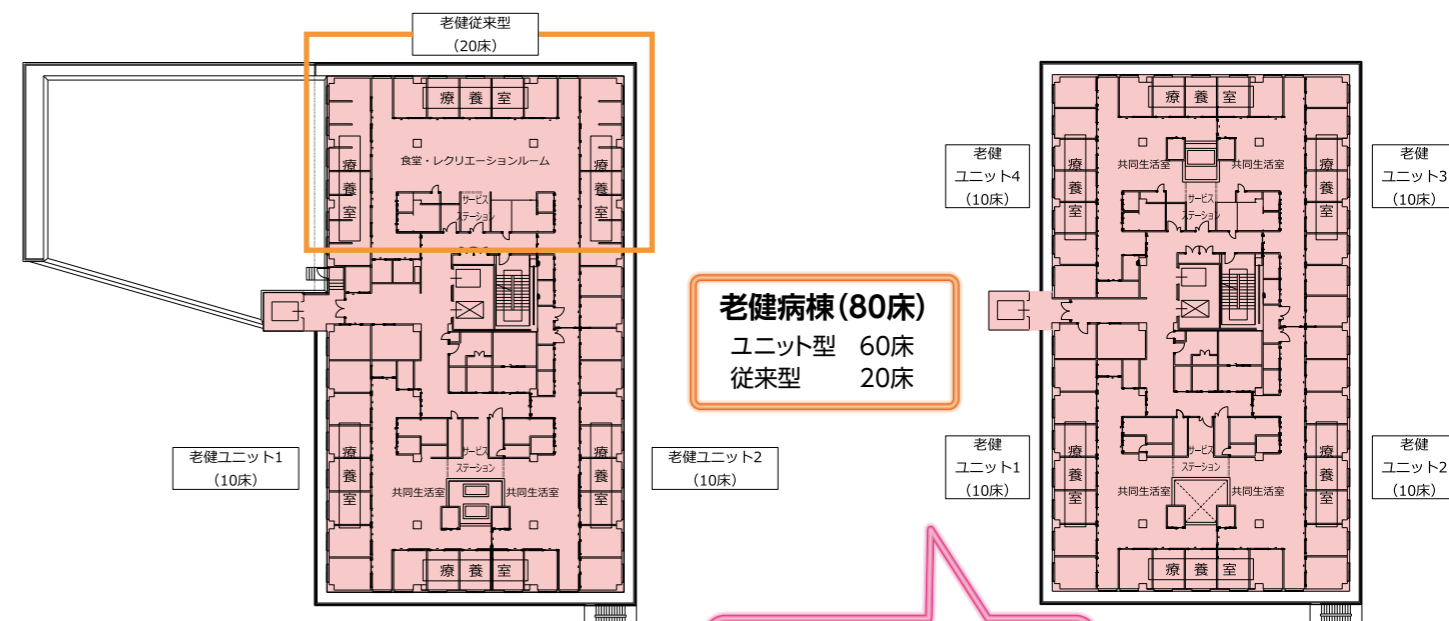 老健従来型
（20床）
療 養 室
食堂・レクリエーションルーム
療
養
室
療
養
室
サービス
ステーション
老健ユニット1
（10床）
老健ユニット2
（10床）
療
養
室
療
養
室
サービス
ステーション
共同生活室
共同生活室
療 養 室
老健病棟（80床）
ユニット型 60床
従来型 20床
老健
ユニット4
（10床）
老健
ユニット3
（10床）
療 養 室
共同生活室
共同生活室
療
養
室
療
養
室
サービス
ステーション
老健
ユニット1
（10床）
老健
ユニット2
（10床）
療
養
室
療
養
室
サービス
ステーション
共同生活室
共同生活室
療 養 室